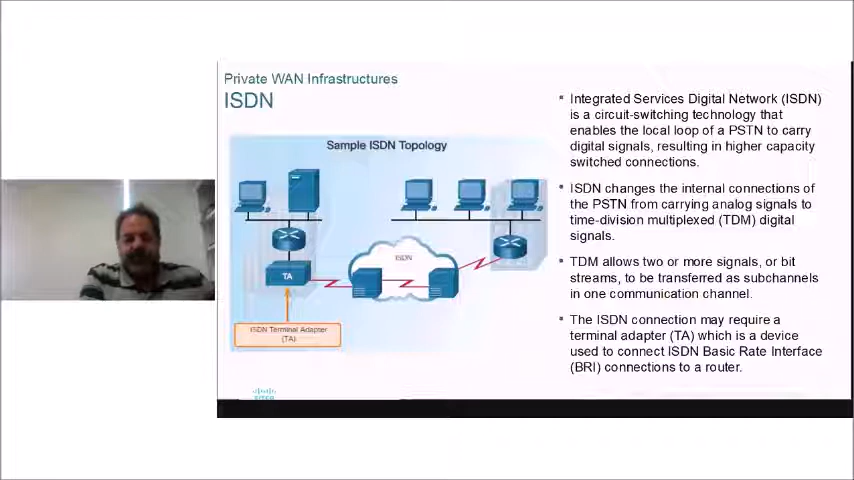 Private WAN Infrastructures
ISDN
Sample ISDN Topology
ISDN
TA
ISDN Terminal Adapter
(TA)
▪ Integrated Services Digital Network (ISDN)
is a circuit-switching technology that
enables the local loop of a PSTN to carry
digital signals, resulting in higher capacity
switched connections.
▪ ISDN changes the internal connections of
the PSTN from carrying analog signals to
time-division multiplexed (TDM) digital
signals.
▪ TDM allows two or more signals, or bit
streams, to be transferred as subchannels
in one communication channel.
▪ The ISDN connection may require a
terminal adapter (TA) which is a device
used to connect ISDN Basic Rate Interface
(BRI) connections to a router.